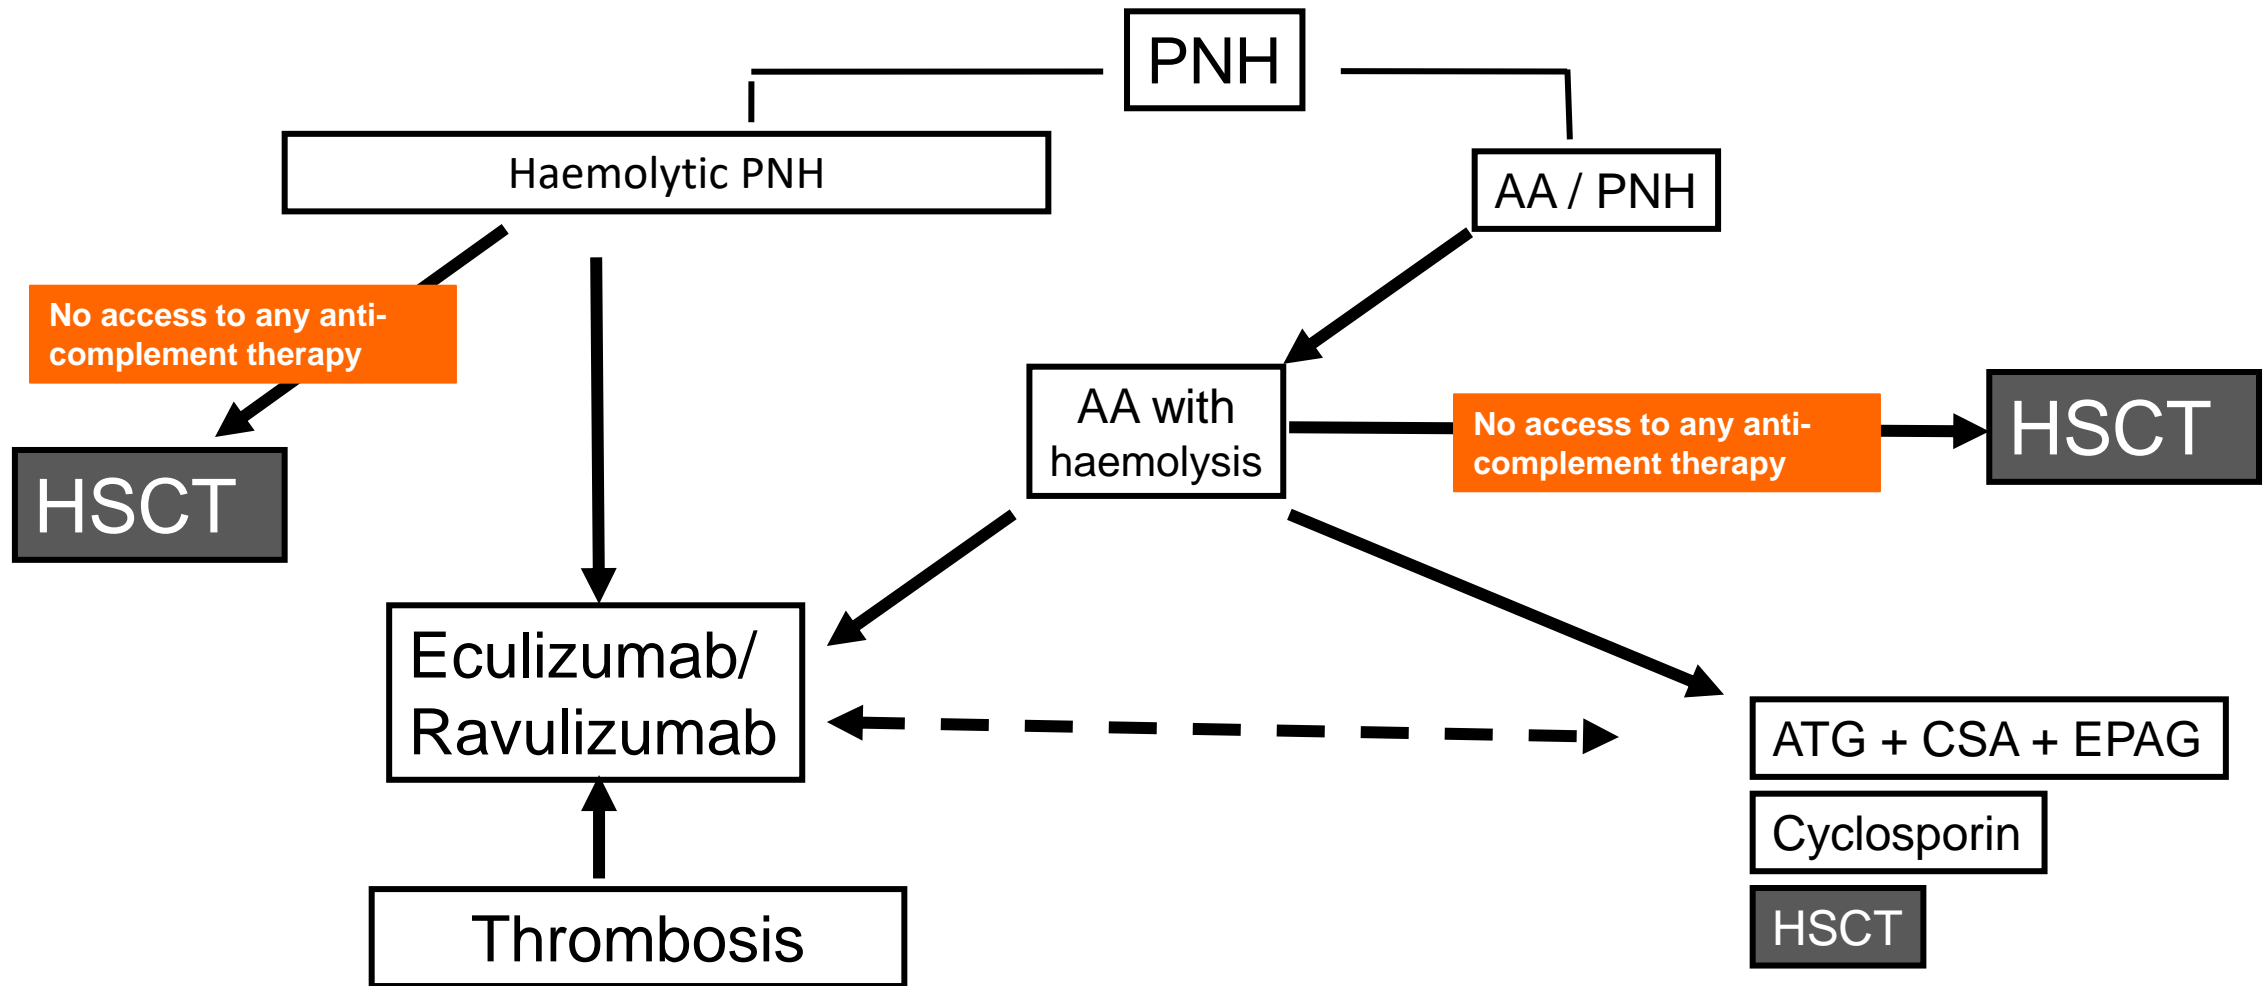 PNH
Haemolytic PNH
AA / PNH
No access to any anti-
complement therapy
HSCT
AA with
haemolysis
No access to any anti-
complement therapy
HSCT
Eculizumab/
Ravulizumab
ATG + CSA + EPAG
Cyclosporin
HSCT
Thrombosis